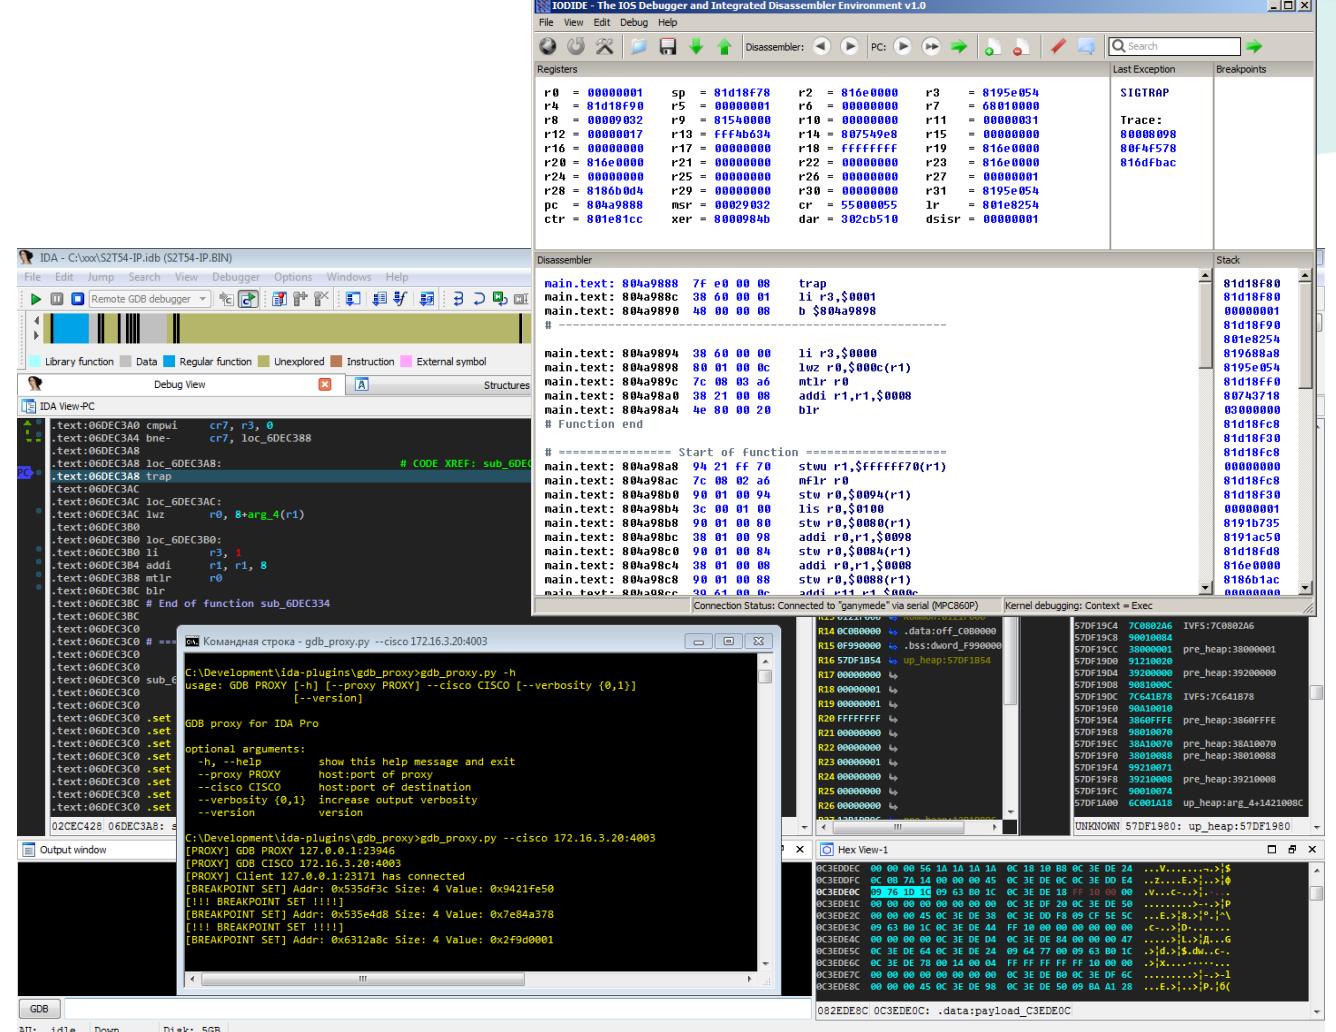 IODIDE - The IOS Debugger and Integrated Disassembler Environment v1.0
File View Edit Debug Help
Disassembler: PC: Search
Registers Last Exception Breakpoints
r0 = 00000001 sp = 81d18f78 r2 = 816e0000 r3 = 8195e054
r4 = 81d18f90 r5 = 00000001 r6 = 00000000 r7 = 68010000
r8 = 00009032 r9 = 81540000 r10 = 00000000 r11 = 00000031
r12 = 00000017 r13 = fff4b634 r14 = 807549e8 r15 = 00000000
r16 = 00000000 r17 = 00000000 r18 = ffffffff r19 = 816e0000
r20 = 816e0000 r21 = 00000000 r22 = 00000000 r23 = 816e0000
r24 = 00000000 r25 = 00000000 r26 = 00000000 r27 = 00000001
r28 = 8186b0d4 r29 = 00000000 r30 = 00000000 r31 = 8195e054
pc = 804a9888 msr = 00029032 cr = 55000055 lr = 801e8254
ctr = 801e81cc xer = 8000984b dar = 302cb510 dsisr = 00000001
SIGTRAP
Trace:
80008098
80f4f578
816dfbac
Disassembler
main.text: 804a9888 7f e0 00 08 trap
main.text: 804a988c 38 60 00 01 li r3,$0001
main.text: 804a9890 48 00 00 08 b $804a9898
# --------------------------------------------------------
main.text: 804a9894 38 60 00 00 li r3,$0000
main.text: 804a9898 80 01 00 0c lwz r0,$000c(r1)
main.text: 804a989c 7c 08 03 a6 mtlr r0
main.text: 804a98a0 38 21 00 08 addi r1,r1,$0008
main.text: 804a98a4 4e 80 00 20 blr
# Function end
# ================ Start of function ====================
main.text: 804a98a8 94 21 ff 70 stwu r1,$ffffff70(r1)
main.text: 804a98ac 7c 08 02 a6 mflr r0
main.text: 804a98b0 90 01 00 94 stw r0,$0094(r1)
main.text: 804a98b4 3c 00 01 00 lis r0,$0100
main.text: 804a98b8 90 01 00 80 stw r0,$0080(r1)
main.text: 804a98bc 38 01 00 98 addi r0,r1,$0098
main.text: 804a98c0 90 01 00 84 stw r0,$0084(r1)
main.text: 804a98c4 38 01 00 08 addi r0,r1,$0008
main.text: 804a98c8 90 01 00 88 stw r0,$0088(r1)
main.text: 804a98cc 39 61 00 0c addi r11,r1,$000c
Stack
81d18f80
81d18f80
00000001
81d18f90
801e8254
819688a8
8195e054
81d18ff0
80743718
03000000
81d18fc8
81d18f30
81d18fc8
00000000
81d18fc8
81d18f30
00000001
8191b735
8191ac50
81d18fd8
816e0000
8186b1ac
00000000
Connection Status: Connected to "ganymede" via serial (MPC860P) Kernel debugging: Context = Exec
IDA - C:\xxx\S2T54-IP.idb (S2T54-IP.BIN)
File Edit Jump Search View Debugger Options Windows Help
Remote GDB debugger
Library function Data Regular function Unexplored Instruction External symbol
Debug View Structures
IDA View-PC
.text:06DEC3A0 cmpwi cr7, r3, 0
.text:06DEC3A4 bne- cr7, loc_6DEC388
.text:06DEC3A8
.text:06DEC3A8 loc_6DEC3A8: # CODE XREF: sub_6DEC
PC .text:06DEC3A8 trap
.text:06DEC3AC
.text:06DEC3AC loc_6DEC3AC:
.text:06DEC3AC lwz r0, 8+arg_4(r1)
.text:06DEC3B0
.text:06DEC3B0 loc_6DEC3B0:
.text:06DEC3B0 li r3, 1
.text:06DEC3B4 addi r1, r1, 8
.text:06DEC3B8 mtlr r0
.text:06DEC3BC blr
.text:06DEC3BC # End of function sub_6DEC334
.text:06DEC3BC
.text:06DEC3C0
.text:06DEC3C0 # ===
.text:06DEC3C0
.text:06DEC3C0
.text:06DEC3C0 sub_6
.text:06DEC3C0
.text:06DEC3C0
.text:06DEC3C0 .set
.text:06DEC3C0 .set
.text:06DEC3C0 .set
.text:06DEC3C0 .set
.text:06DEC3C0 .set
.text:06DEC3C0 .set
.text:06DEC3C0 .set
.text:06DEC3C0 .set
02CEC428 06DEC3A8: s
Командная строка - gdb_proxy.py --cisco 172.16.3.20:4003
C:\Development\ida-plugins\gdb_proxy>gdb_proxy.py -h
usage: GDB PROXY [-h] [--proxy PROXY] --cisco CISCO [--verbosity {0,1}]
[--version]
GDB proxy for IDA Pro
optional arguments:
-h, --help show this help message and exit
--proxy PROXY host:port of proxy
--cisco CISCO host:port of destination
--verbosity {0,1} increase output verbosity
--version version
C:\Development\ida-plugins\gdb_proxy>gdb_proxy.py --cisco 172.16.3.20:4003
[PROXY] GDB PROXY 127.0.0.1:23946
[PROXY] GDB CISCO 172.16.3.20:4003
[PROXY] Client 127.0.0.1:23171 has connected
[BREAKPOINT SET] Addr: 0x535df3c Size: 4 Value: 0x9421fe50
[!!! BREAKPOINT SET !!!!]
[BREAKPOINT SET] Addr: 0x535e4d8 Size: 4 Value: 0x7e84a378
[!!! BREAKPOINT SET !!!!]
[BREAKPOINT SET] Addr: 0x6312a8c Size: 4 Value: 0x2f9d0001
R14 0C0B0000 .data:off_C0B0000
R15 0F990000 .bss:dword_F990000
R16 57DF1B54 up_heap:57DF1B54
R17 00000000
R18 00000001
R19 00000000
R20 FFFFFFFF
R21 00000000
R22 00000000
R23 00000001
R24 00000000
R25 00000000
R26 00000000
57DF19C4 7C0802A6 IVFS:7C0802A6
57DF19C8 90010084
57DF19CC 38000001 pre_heap:38000001
57DF19D0 91210020
57DF19D4 39200000 pre_heap:39200000
57DF19D8 9081000C
57DF19DC 7C641B78 IVFS:7C641B78
57DF19E0 90A10010
57DF19E4 3860FFFE pre_heap:3860FFFE
57DF19E8 98010070
57DF19EC 38A10070 pre_heap:38A10070
57DF19F0 38010088 pre_heap:38010088
57DF19F4 99210071
57DF19F8 39210008 pre_heap:39210008
57DF19FC 90010074
57DF1A00 6C001A18 up_heap:arg_4+1421008C
UNKNOWN 57DF1980: up_heap:57DF1980
Output window
Hex View-1
0C3EDDEC 00 00 00 56 1A 1A 1A 1A 0C 18 10 B8 0C 3E DE 24
0C3EDDFC 0C 0B 7A 14 00 00 00 45 0C 3E DE 0C 0C 3E DD E4
0C3EDE0C 09 76 1D 1C 09 63 B0 1C 0C 3E DE 18 FF 10 00 00
0C3EDE1C 00 00 00 00 00 00 00 00 0C 3E DF 20 0C 3E DE 50
0C3EDE2C 00 00 00 45 0C 3E DE 38 0C 3E DD F8 09 CF 5E 5C
0C3EDE3C 09 63 B0 1C 0C 3E DE 44 FF 10 00 00 00 00 00 00
0C3EDE4C 00 00 00 00 0C 3E DE D4 0C 3E DE 84 00 00 00 47
0C3EDE5C 0C 3E DE 64 0C 3E DE 24 09 64 77 00 09 63 B0 1C
0C3EDE6C 0C 3E DE 78 00 14 00 04 FF FF FF FF FF 10 00 00
0C3EDE7C 00 00 00 00 00 00 00 00 0C 3E DE B0 0C 3E DF 6C
0C3EDE8C 00 00 00 45 0C 3E DE 98 0C 3E DE 50 09 BA A1 28
082EDE8C 0C3EDE0C: .data:payload_C3EDE0C
GDB
AU: idle Down Disk: 5GB